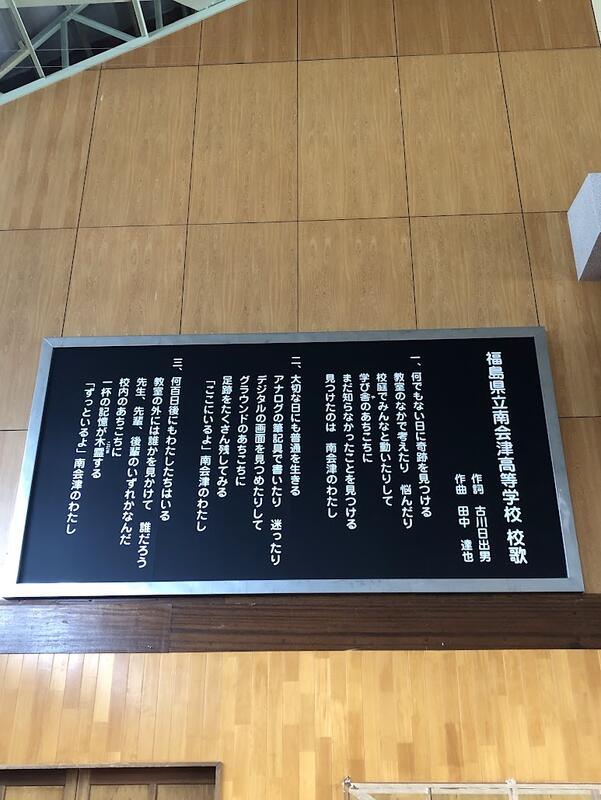 福島県立南会津高等学校 校歌
作詞 古川日出男
作曲 田中 達也
一、何でもない日に奇跡を見つける
教室のなかで考えたり 悩んだり
校庭でみんなと動いたりして
学び舎のあちこちに
まだ知らなかったことを見つける
見つけたのは 南会津のわたし
二、大切な日にも普通を生きる
アナログの筆記具で書いたり 迷ったり
デジタルの画面を見つめたりして
グラウンドのあちこちに
足跡をたくさん残してみる
「ここにいるよ」南会津のわたし
三、何百日後にもわたしたちはいる
教室の外には誰かを見かけて 誰だろう
先生、先輩、後輩のいずれかなんだ
校内のあちこちに
一杯の記憶が木霊する
「ずっといるよ」南会津のわたし